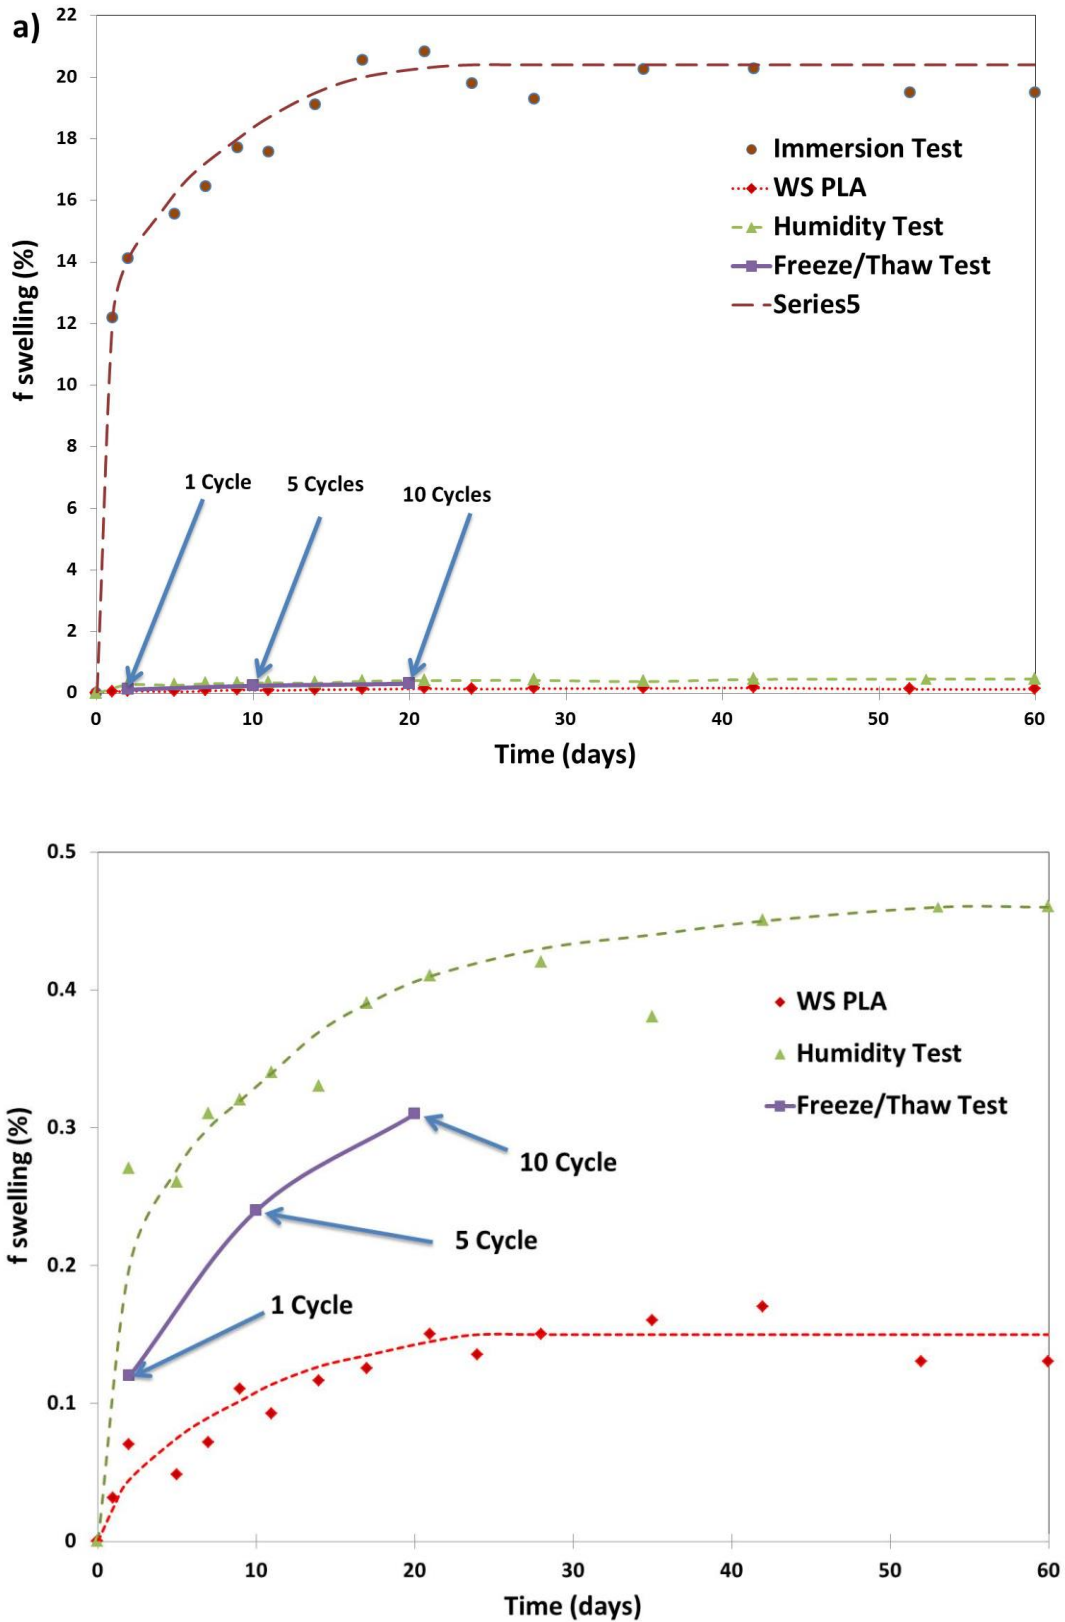 a)
22
20
18
16
14
12
10
8
6
4
2
0
f swelling (%)
Immersion Test
WS PLA
Humidity Test
Freeze/Thaw Test
Series5
1 Cycle
5 Cycles
10 Cycles
0 10 20 30 40 50 60
Time (days)
0.5
0.4
0.3
0.2
0.1
0
f swelling (%)
WS PLA
Humidity Test
Freeze/Thaw Test
10 Cycle
5 Cycle
1 Cycle
0 10 20 30 40 50 60
Time (days)